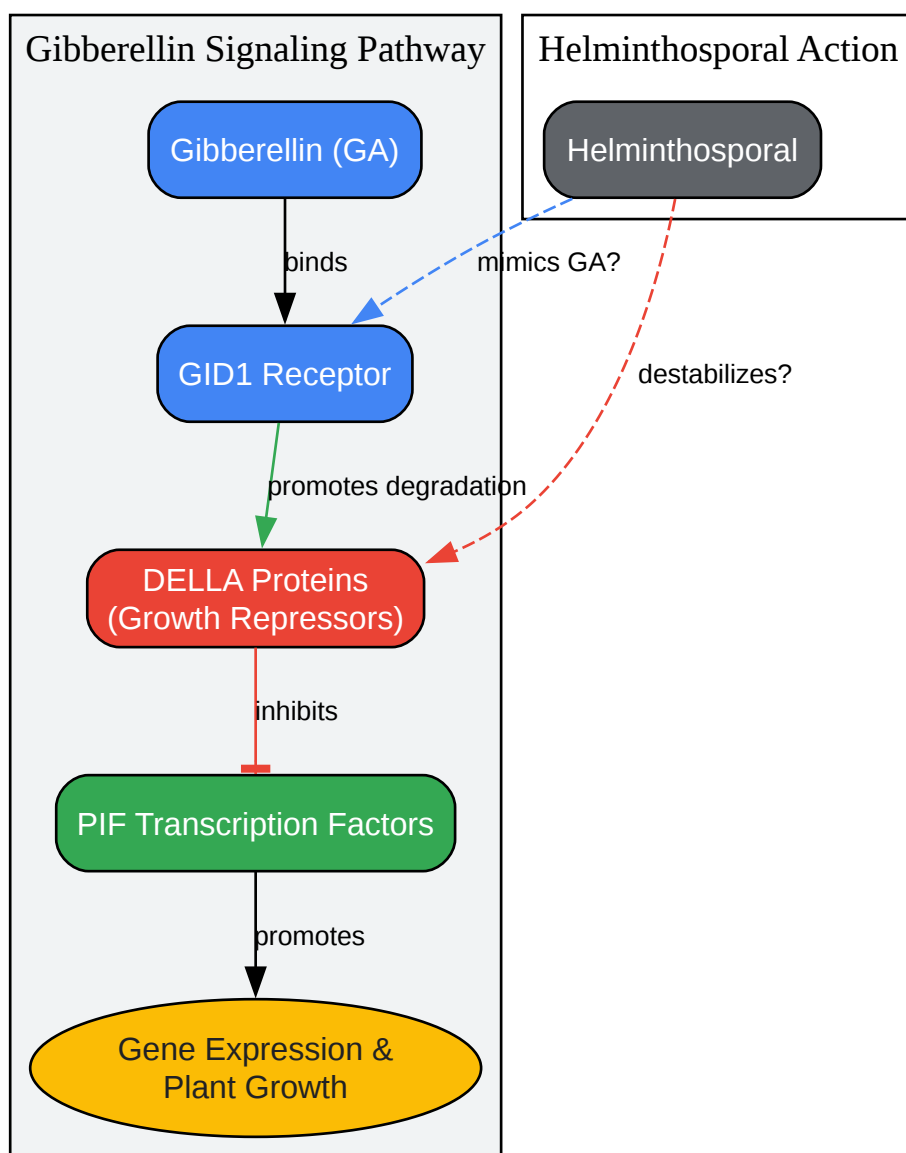 Gibberellin Signaling Pathway
Helminthosporal Action
Gibberellin (GA)
Helminthosporal
binds
mimics GA?
GID1 Receptor
destabilizes?
promotes degradation
DELLA Proteins
(Growth Repressors)
inhibits
PIF Transcription Factors
promotes
Gene Expression &
Plant Growth